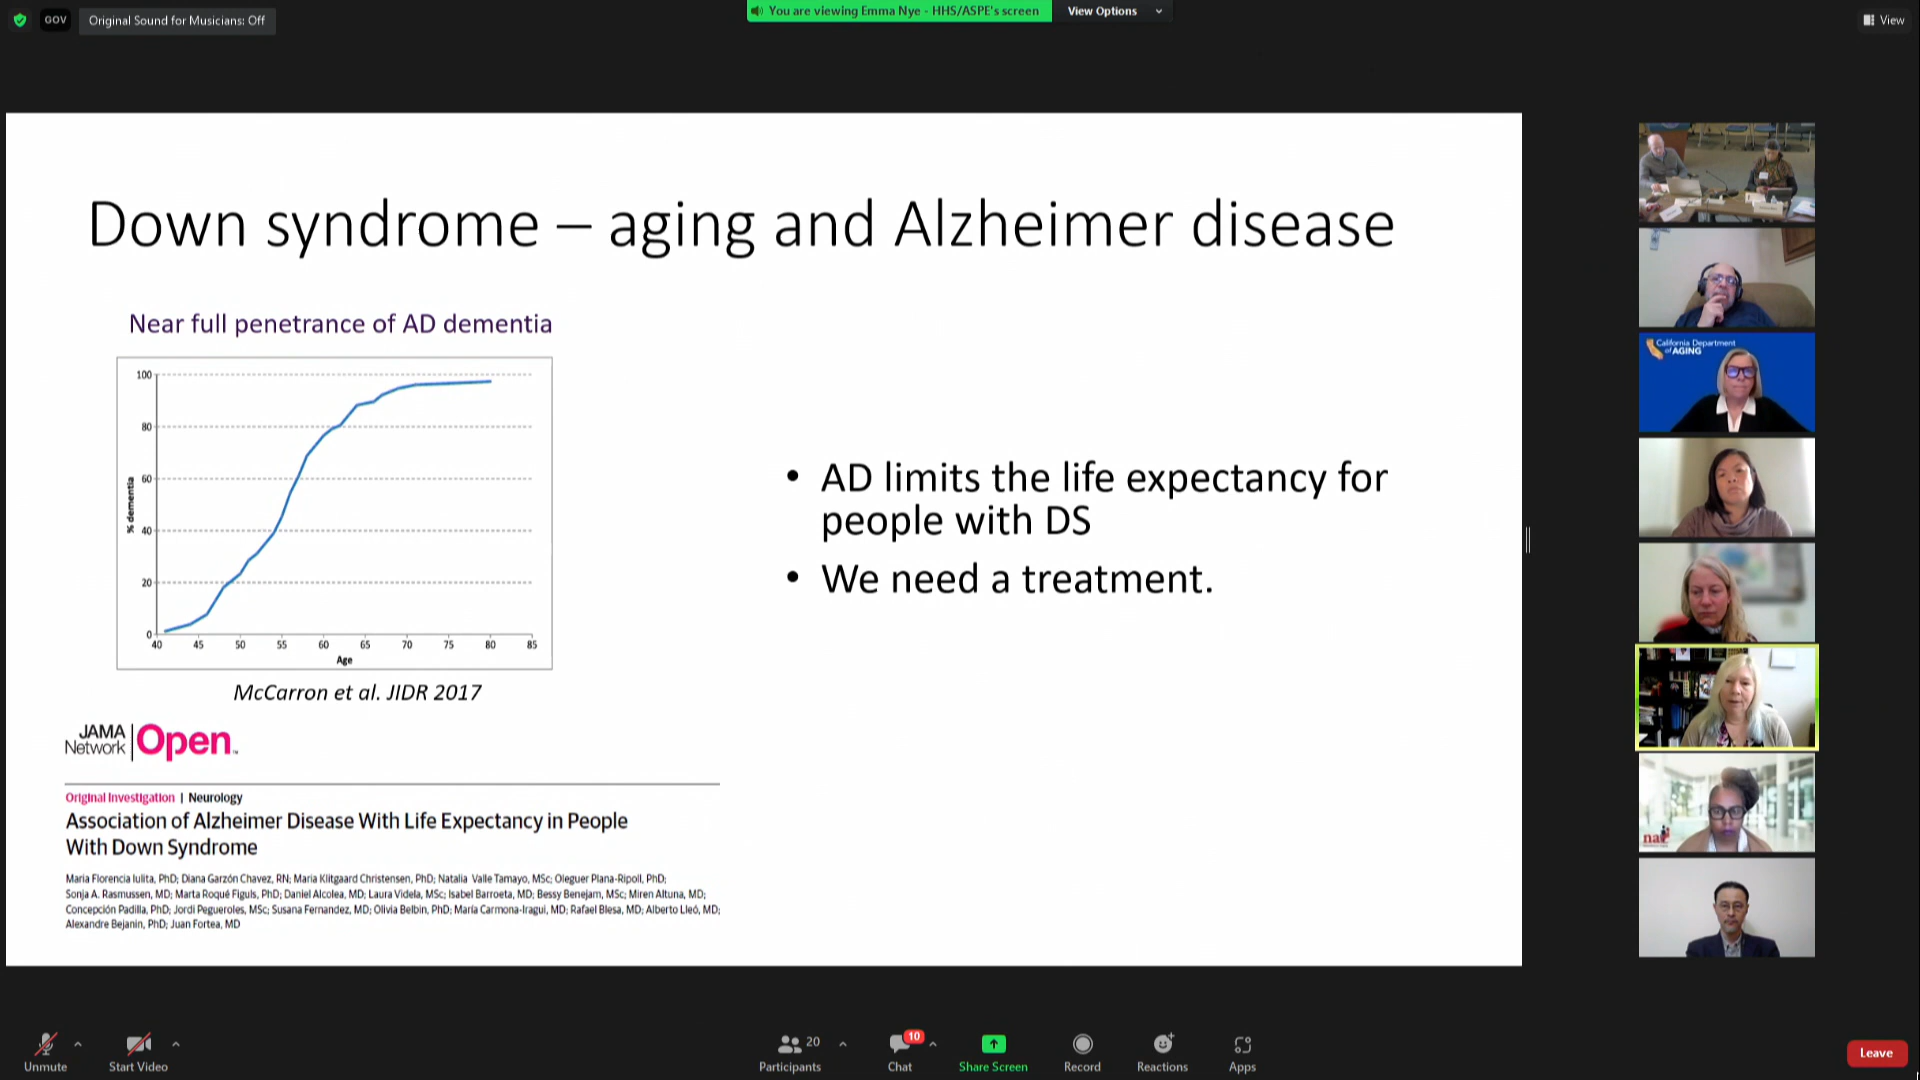 GOV
Original Sound for Musicians: Off
You are viewing Emma Nye - HHS/ASPE's screen
View Options
View
Down syndrome – aging and Alzheimer disease
Near full penetrance of AD dementia
100
80
60
40
20
0
% dementia
40 45 50 55 60 65 70 75 80 85
Age
McCarron et al. JIDR 2017
• AD limits the life expectancy for
people with DS
• We need a treatment.
JAMA
Network
Open™
Original Investigation | Neurology
Association of Alzheimer Disease With Life Expectancy in People
With Down Syndrome
Maria Florencia Iulita, PhD; Diana Garzón Chavez, RN; Maria Klitgaard Christensen, PhD; Natalia Valle Tamayo, MSc; Oleguer Plana-Ripoll, PhD;
Sonja A. Rasmussen, MD; Marta Roqué Figuls, PhD; Daniel Alcolea, MD; Laura Videla, MSc; Isabel Barroeta, MD; Bessy Benejam, MSc; Miren Altuna, MD;
Concepción Padilla, PhD; Jordi Pegueroles, MSc; Susana Fernandez, MD; Olivia Belbin, PhD; María Carmona-Iragui, MD; Rafael Blesa, MD; Alberto Lleó, MD;
Alexandre Bejanin, PhD; Juan Fortea, MD
California Department
of AGING
Unmute
Start Video
20
Participants
10
Chat
Share Screen
Record
Reactions
Apps
Leave